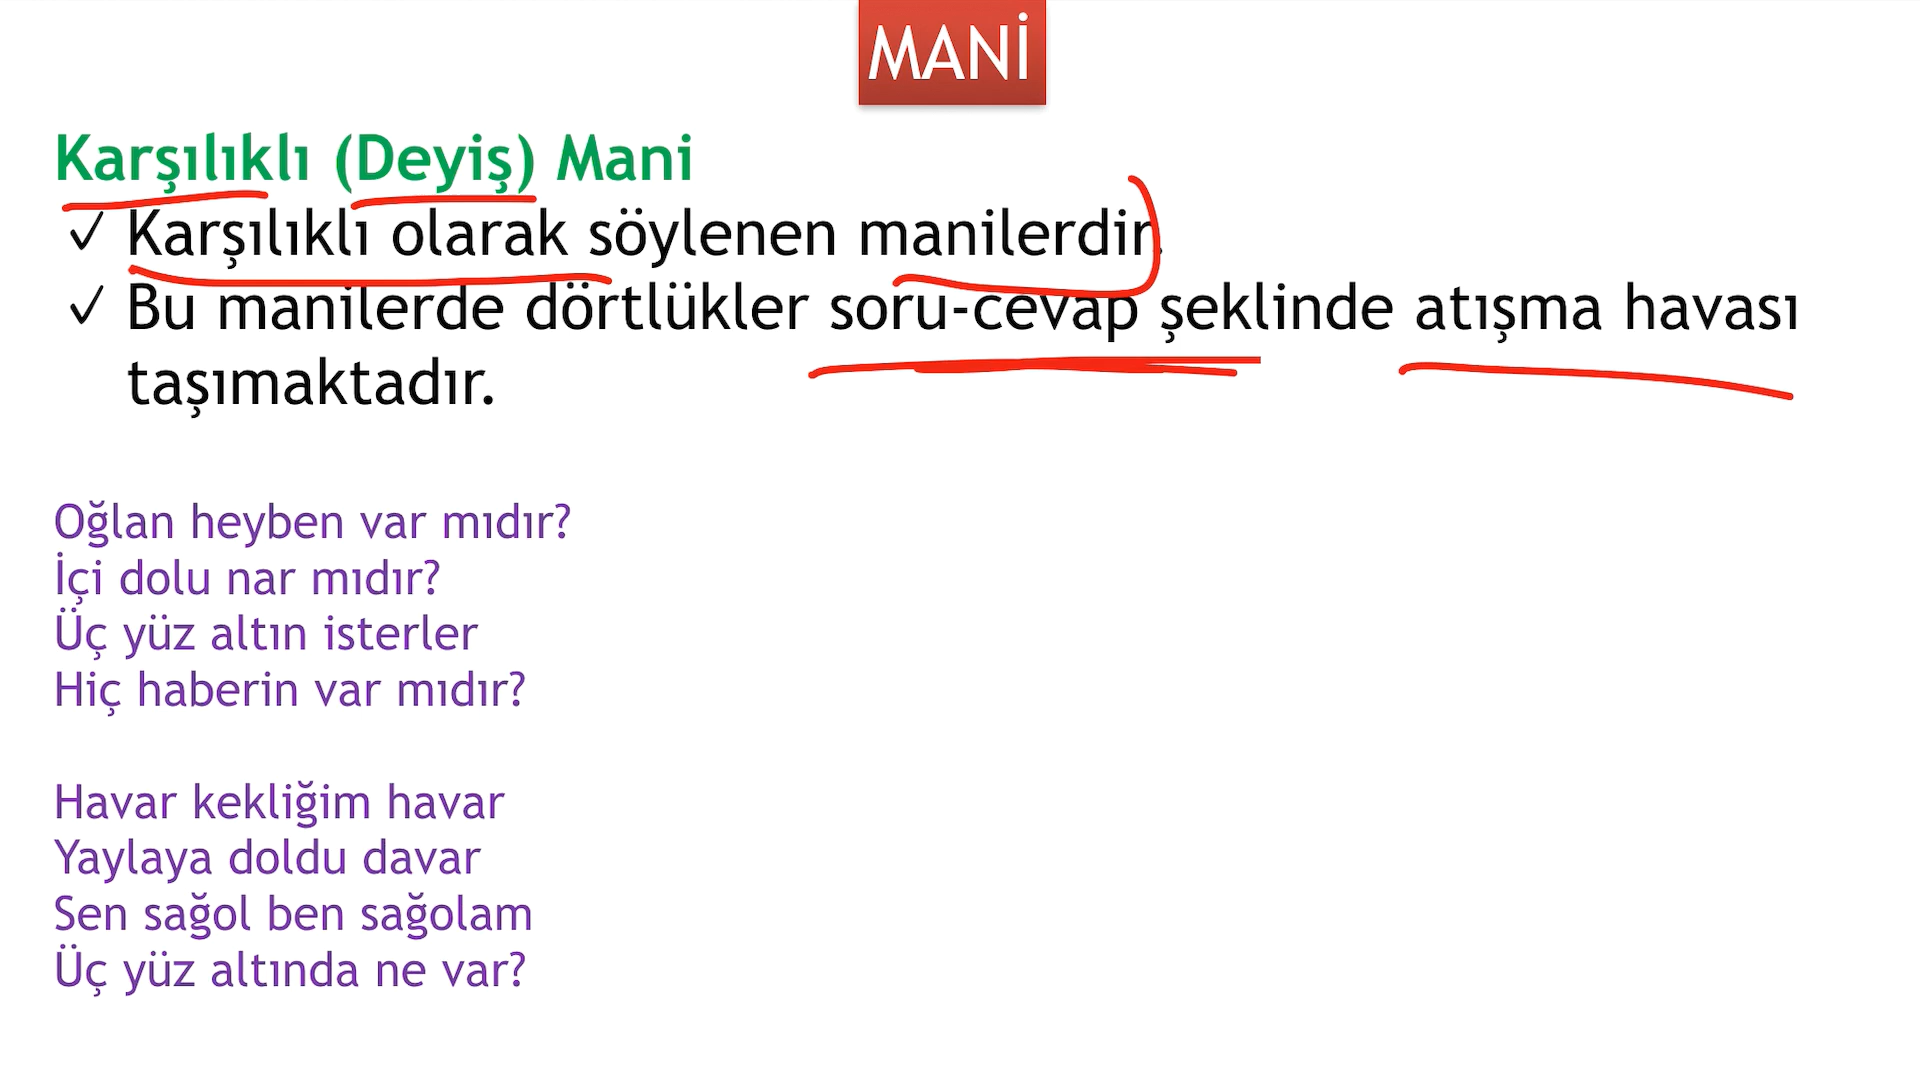 MANİ
Karşılıklı (Deyiş) Mani
✓ Karşılıklı olarak söylenen manilerdir.
✓ Bu manilerde dörtlükler soru-cevap şeklinde atışma havası
taşımaktadır.
Oğlan heyben var mıdır?
İçi dolu nar mıdır?
Üç yüz altın isterler
Hiç haberin var mıdır?
Havar kekliğim havar
Yaylaya doldu davar
Sen sağol ben sağolam
Üç yüz altında ne var?